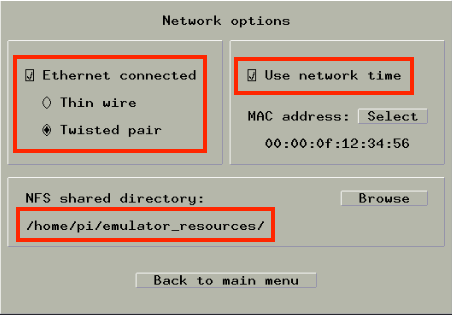 Network options
Ethernet connected
Thin wire
Twisted pair
Use network time
MAC address: Select
00:00:0f:12:34:56
NFS shared directory: Browse
/home/pi/emulator_resources/
Back to main menu